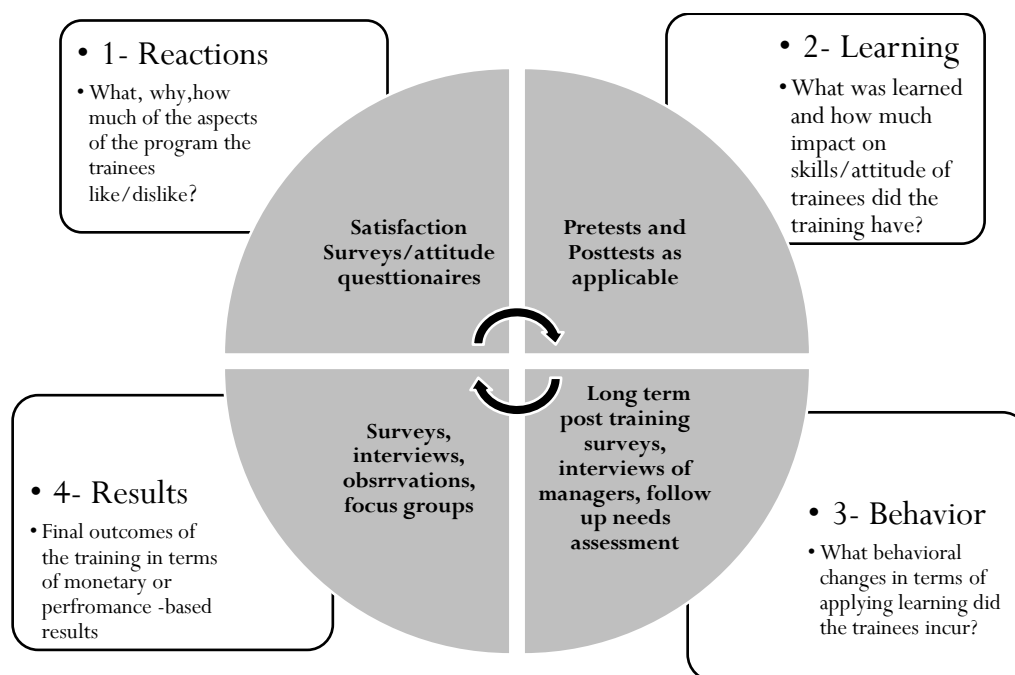 • 1- Reactions
• What, why,how
much of the aspects
of the program the
trainees
like/dislike?
• 2- Learning
• What was learned
and how much
impact on
skills/attitude of
trainees did the
training have?
Satisfaction
Surveys/attitude
questtionaires
Pretests and
Posttests as
applicable
Surveys,
interviews,
obsrrvations,
focus groups
Long term
post training
surveys,
interviews of
managers, follow
up needs
assessment
• 4- Results
• Final outcomes of
the training in terms
of monetary or
perfromance -based
results
• 3- Behavior
• What behavioral
changes in terms of
applying learning did
the trainees incur?